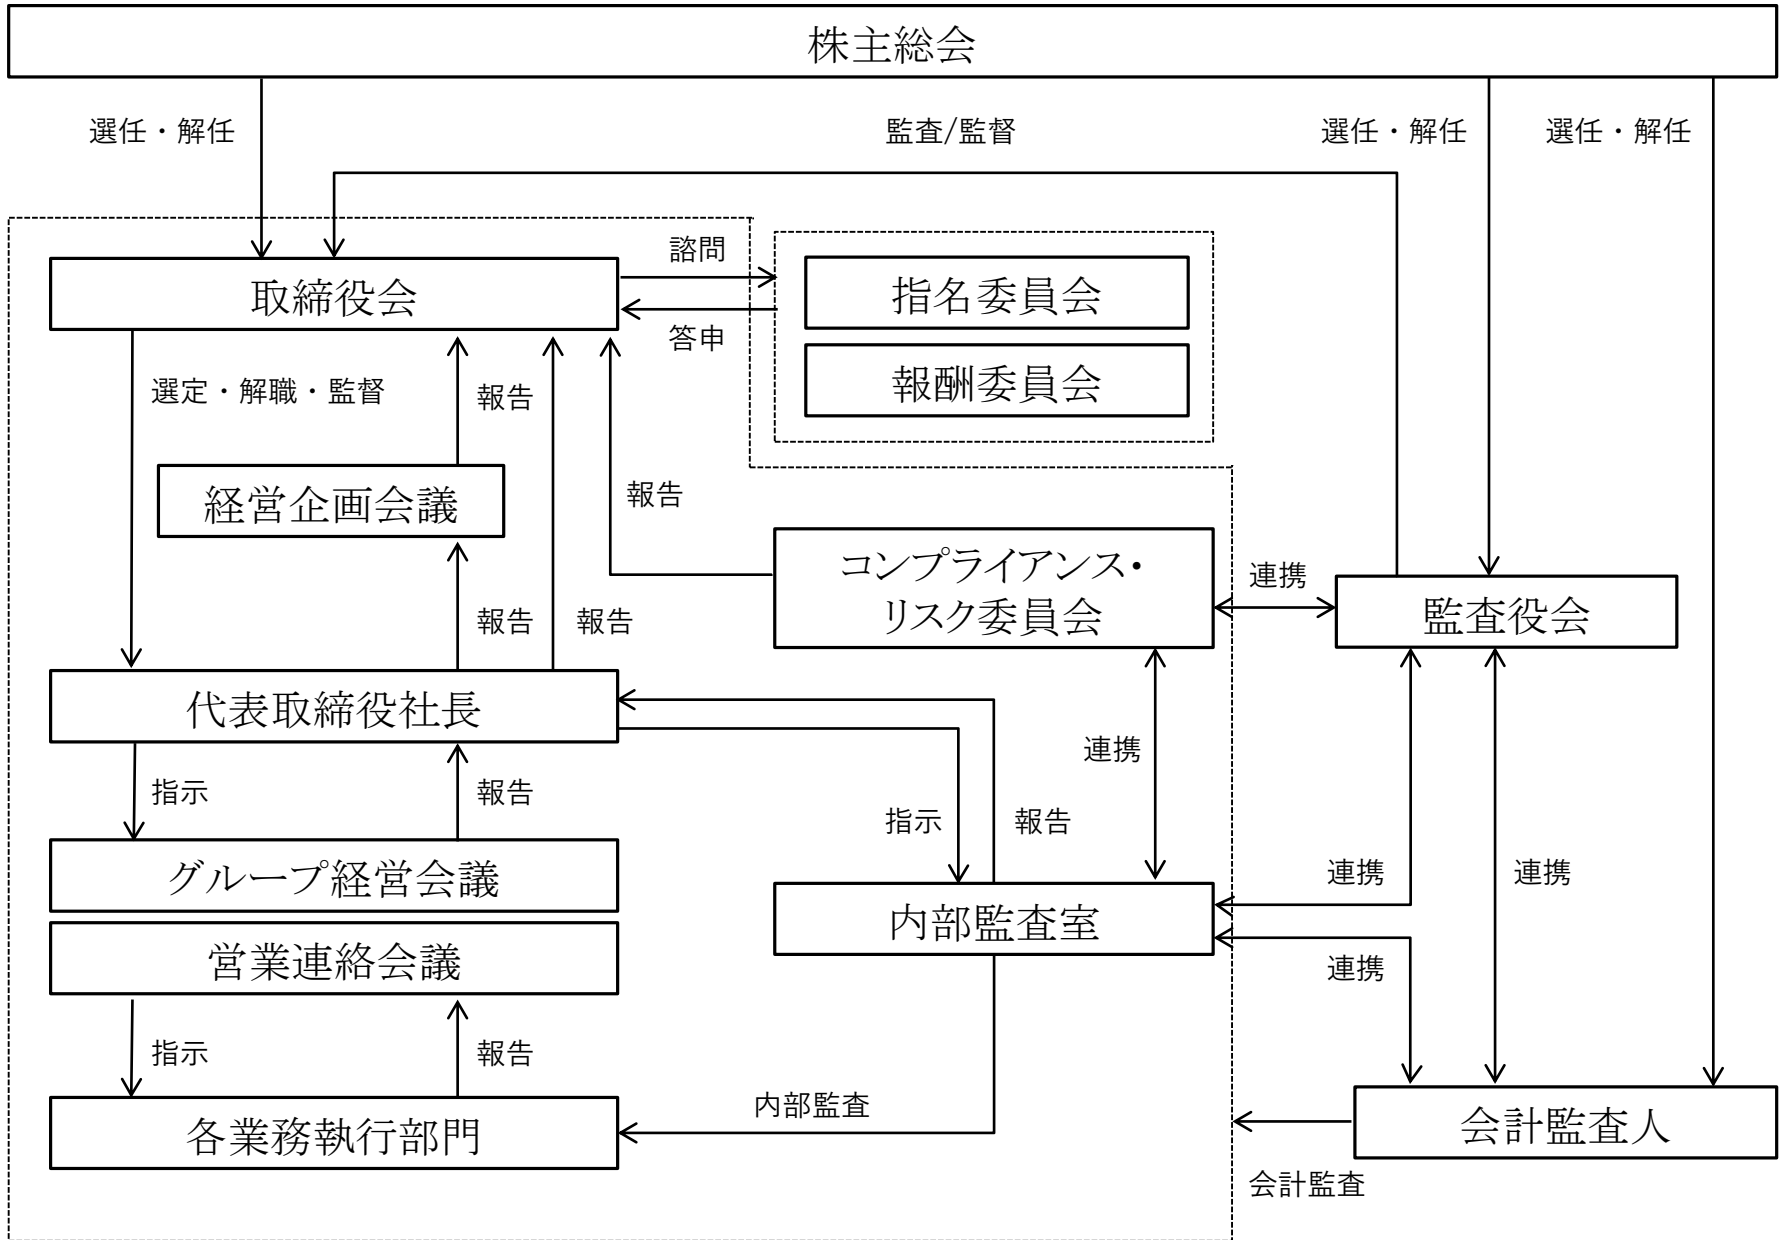 株主総会
選任・解任
監査/監督
選任・解任
選任・解任
諮問
取締役会
指名委員会
答申
報酬委員会
選定・解職・監督
報告
経営企画会議
報告
コンプライアンス・
リスク委員会
連携
監査役会
報告
報告
代表取締役社長
連携
指示
報告
指示
報告
グループ経営会議
連携
連携
内部監査室
営業連絡会議
連携
指示
報告
内部監査
各業務執行部門
会計監査人
会計監査